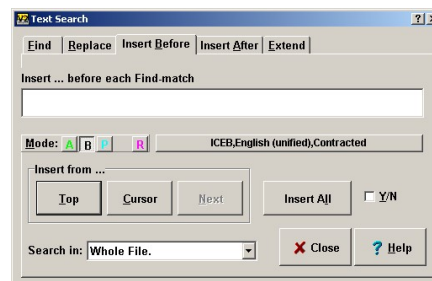 Text Search
Find Replace Insert Before Insert After Extend
Insert ... before each Find-match
Mode: A B P R ICEB,English (unified),Contracted
Insert from ...
Top Cursor Next Insert All Y/N
Search in: Whole File. Close Help